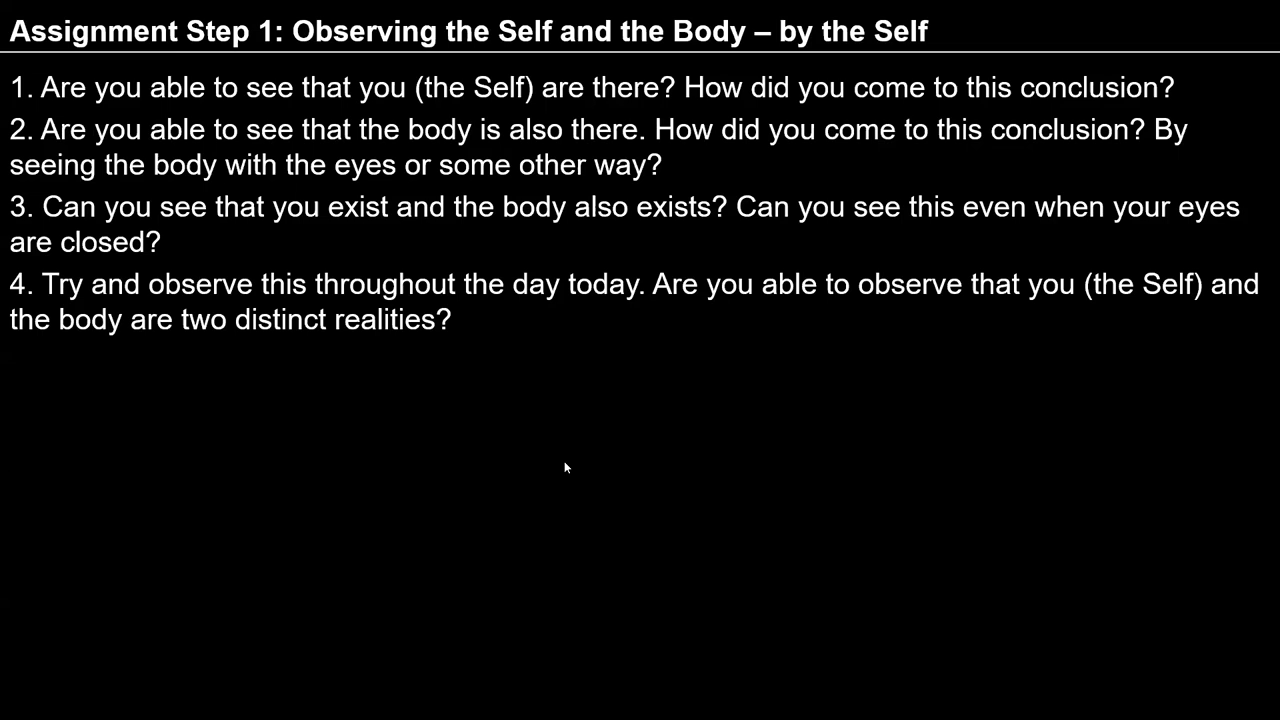 Assignment Step 1: Observing the Self and the Body – by the Self
1. Are you able to see that you (the Self) are there? How did you come to this conclusion?
2. Are you able to see that the body is also there. How did you come to this conclusion? By
seeing the body with the eyes or some other way?
3. Can you see that you exist and the body also exists? Can you see this even when your eyes
are closed?
4. Try and observe this throughout the day today. Are you able to observe that you (the Self) and
the body are two distinct realities?